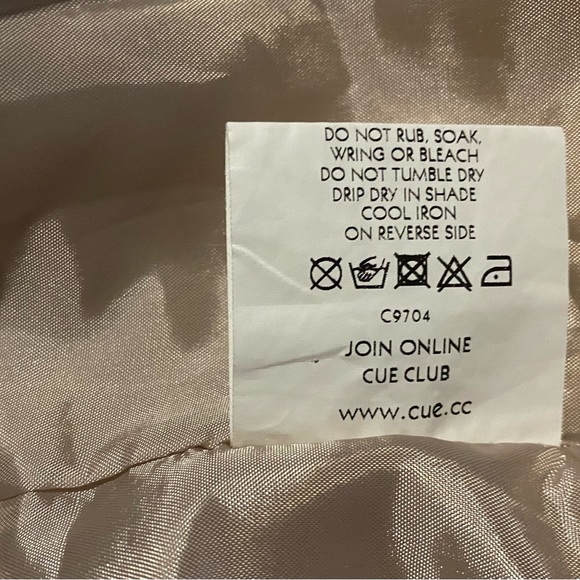 DO NOT RUB, SOAK,
WRING OR BLEACH
DO NOT TUMBLE DRY
DRIP DRY IN SHADE
COOL IRON
ON REVERSE SIDE
C9704
JOIN ONLINE
CUE CLUB
www.cue.cc